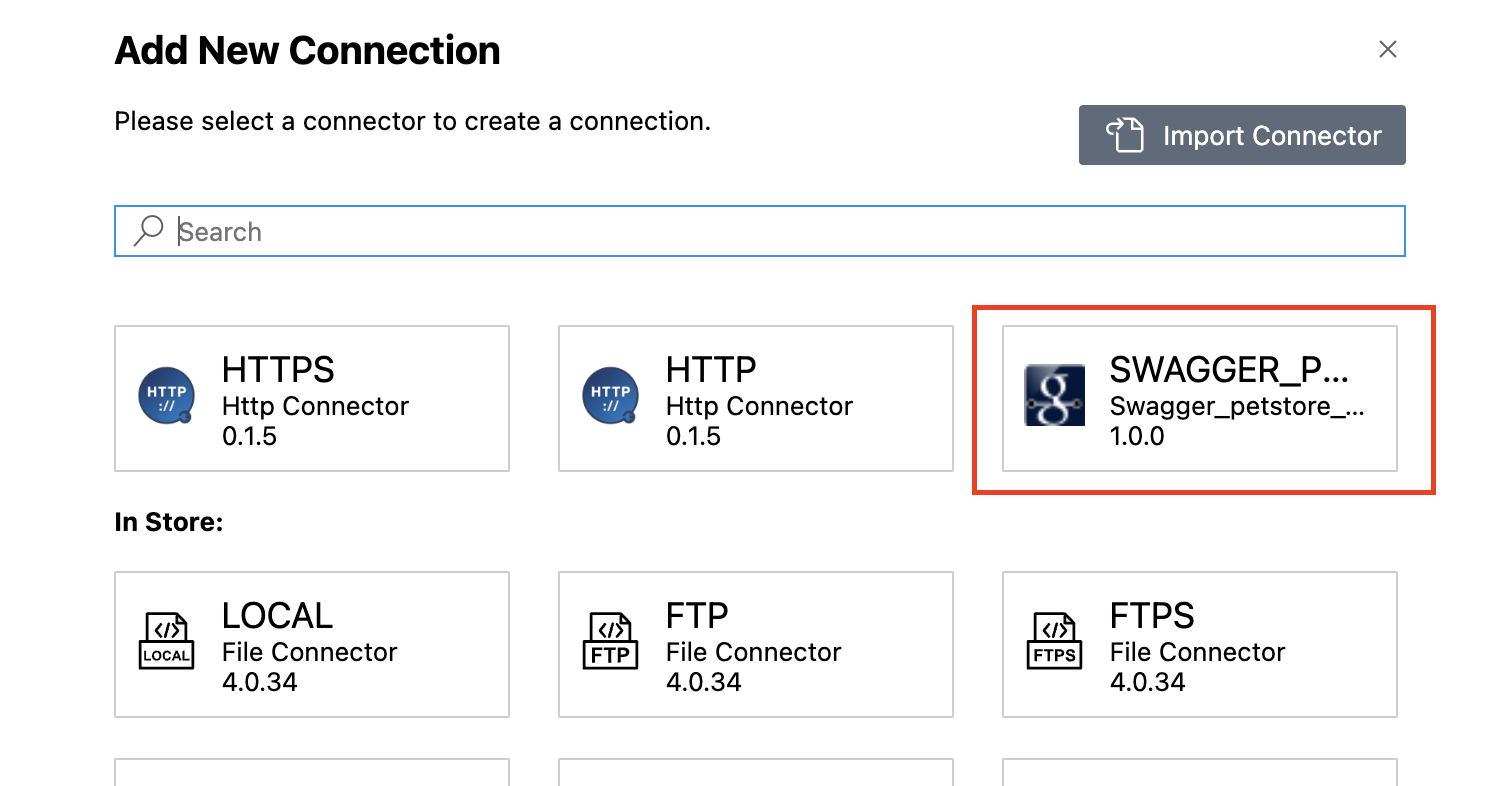 Add New Connection
Please select a connector to create a connection.
Import Connector
Search
HTTP
://
HTTPS
Http Connector
0.1.5
HTTP
://
HTTP
Http Connector
0.1.5
g
SWAGGER_P...
Swagger_petstore_...
1.0.0
In Store:
</>
LOCAL
LOCAL
File Connector
4.0.34
</>
FTP
FTP
File Connector
4.0.34
</>
FTPS
FTPS
File Connector
4.0.34